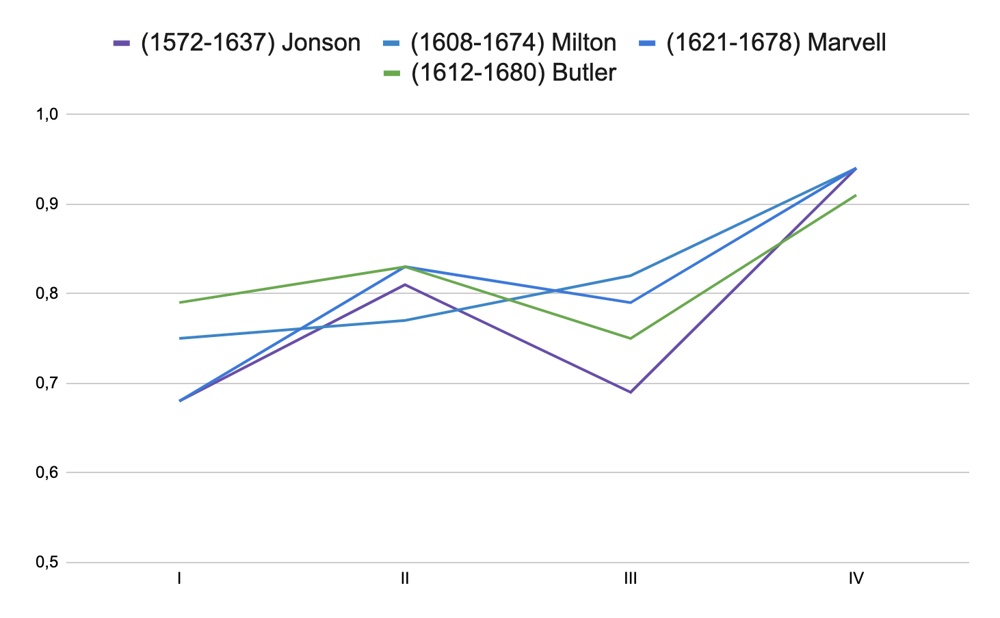 (1572-1637) Jonson (1608-1674) Milton (1621-1678) Marvell
(1612-1680) Butler
1,0
0,9
0,8
0,7
0,6
0,5
I II III IV